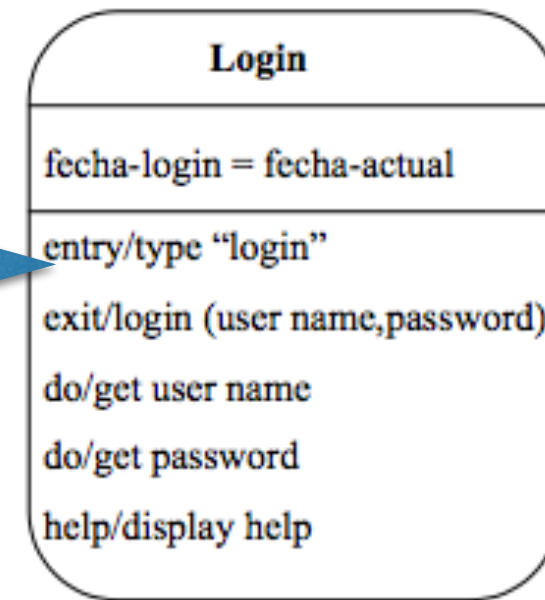 Login
fecha-login = fecha-actual
entry/type “login”
exit/login (user name,password)
do/get user name
do/get password
help/display help